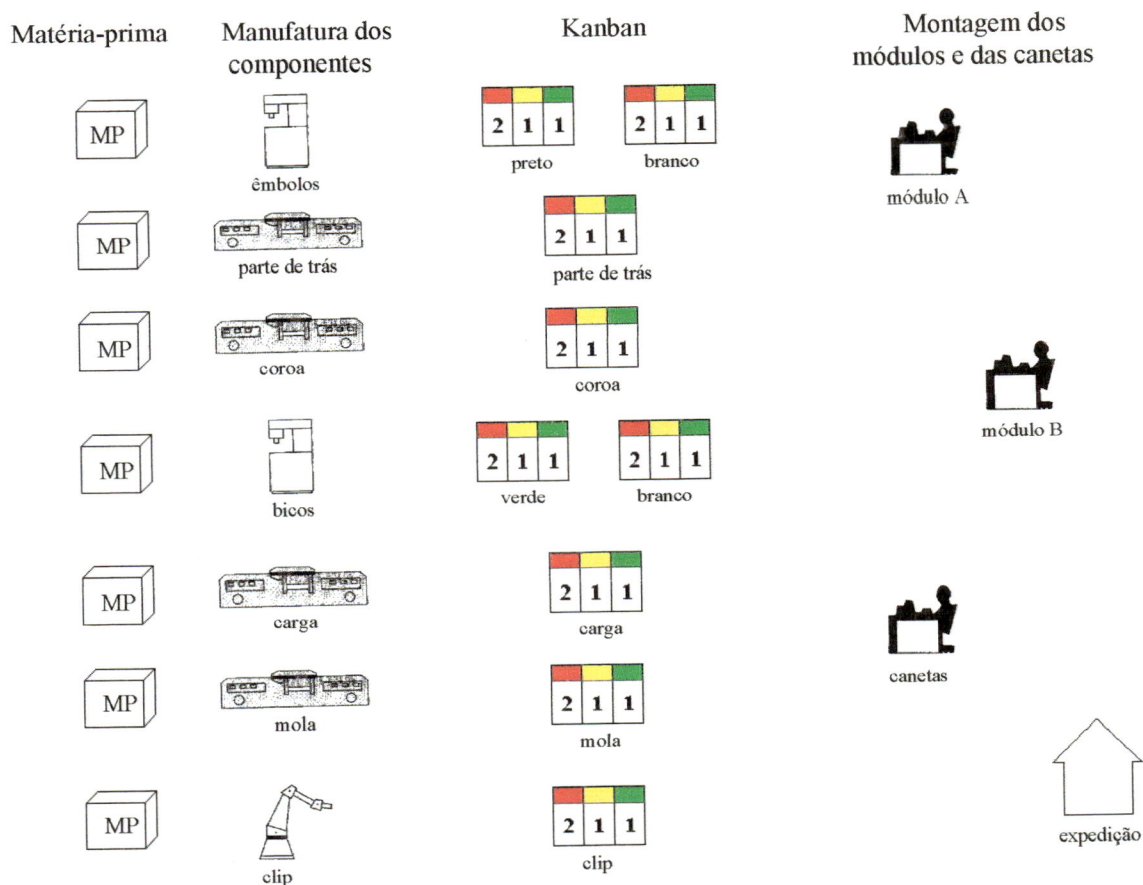 Matéria-prima
Manufatura dos
componentes
Kanban
Montagem dos
módulos e das canetas
MP
êmbolos
2 1 1
preto
2 1 1
branco
módulo A
MP
parte de trás
2 1 1
parte de trás
MP
coroa
2 1 1
coroa
módulo B
MP
bicos
2 1 1
verde
2 1 1
branco
MP
carga
2 1 1
carga
canetas
MP
mola
2 1 1
mola
MP
clip
2 1 1
clip
expedição